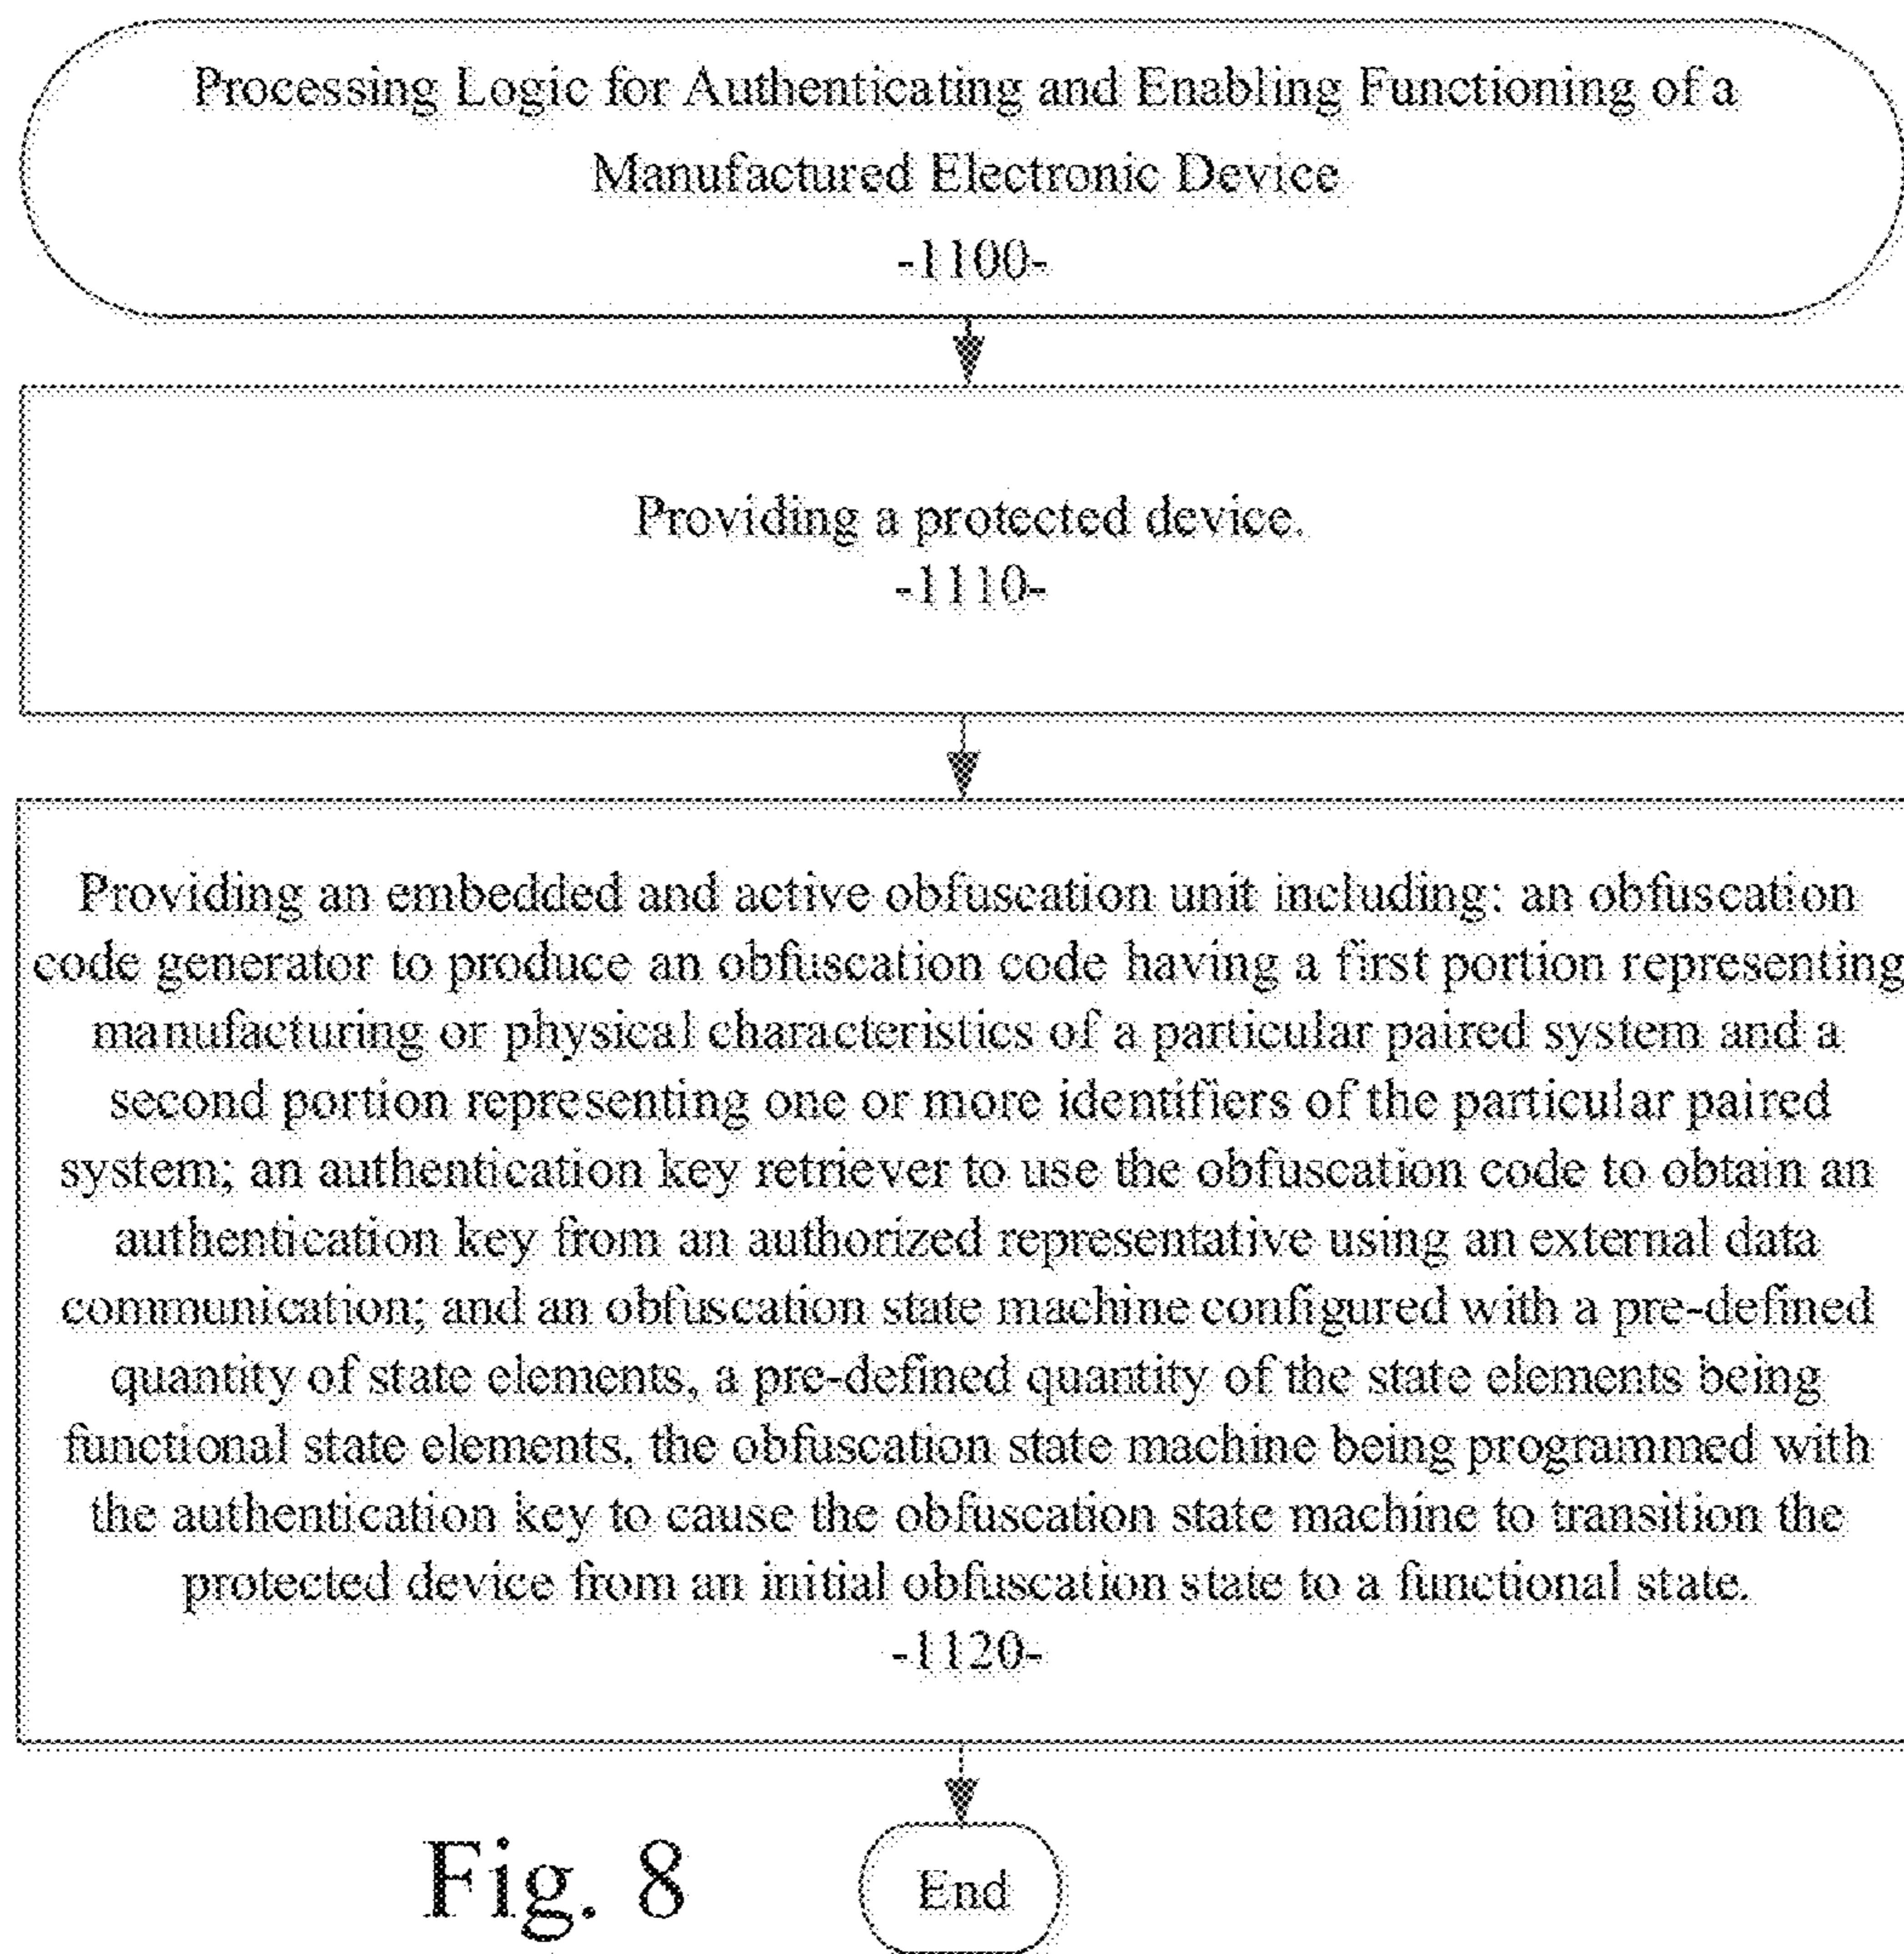 Processing Logic for Authenticating and Enabling Functioning of a
Manufactured Electronic Device
-1100-
Providing a protected device.
-1110-
Providing an embedded and active obfuscation unit including: an obfuscation
code generator to produce an obfuscation code having a first portion representing
manufacturing or physical characteristics of a particular paired system and a
second portion representing one or more identifiers of the particular paired
system; an authentication key retriever to use the obfuscation code to obtain an
authentication key from an authorized representative using an external data
communication; and an obfuscation state machine configured with a pre-defined
quantity of state elements, a pre-defined quantity of the state elements being
functional state elements, the obfuscation state machine being programmed with
the authentication key to cause the obfuscation state machine to transition the
protected device from an initial obfuscation state to a functional state.
-1120-
Fig. 8
End